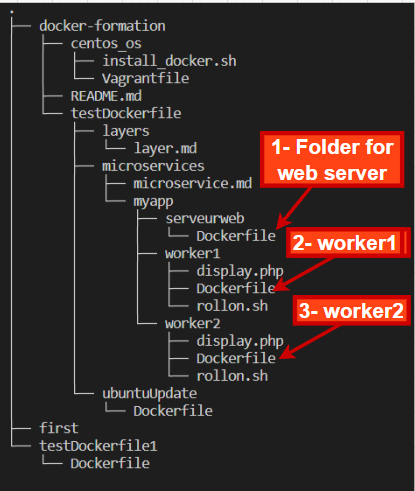 .
├── docker-formation
│   ├── centos_os
│   │   ├── install_docker.sh
│   │   └── Vagrantfile
│   ├── README.md
│   └── testDockerfile
│       ├── layers
│       │   └── layer.md
│       ├── microservices
│       │   ├── microservice.md
│       │   └── myapp
│       │       ├── serveurweb
│       │       │   └── Dockerfile
│       │       ├── worker1
│       │       │   ├── display.php
│       │       │   ├── Dockerfile
│       │       │   └── rollon.sh
│       │       └── worker2
│       │           ├── display.php
│       │           ├── Dockerfile
│       │           └── rollon.sh
│       └── ubuntuUpdate
│           └── Dockerfile
├── first
└── testDockerfile1
    └── Dockerfile
1- Folder for
web server
2- worker1
3- worker2